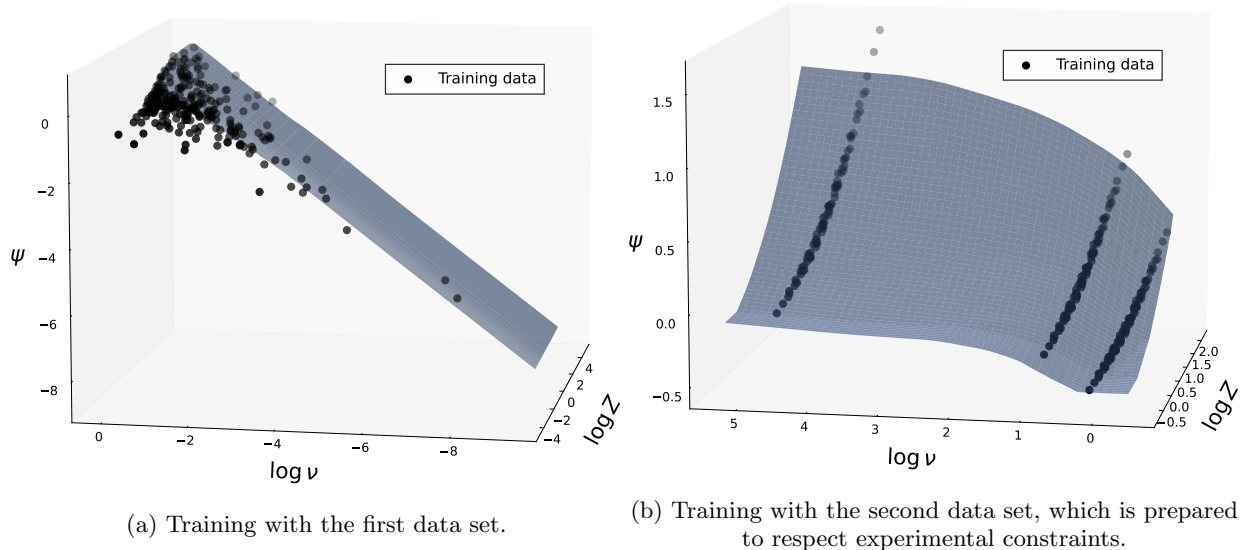 Training data
0
−2
−4
−6
−8
ψ
0
−2
−4
−6
−8
log ν
−4
−2
0
2
4
log Z
(a) Training with the first data set.
Training data
1.5
1.0
0.5
0.0
−0.5
ψ
5
4
3
2
1
0
log ν
−0.5
0.0
0.5
1.0
1.5
2.0
log Z
(b) Training with the second data set, which is prepared
to respect experimental constraints.